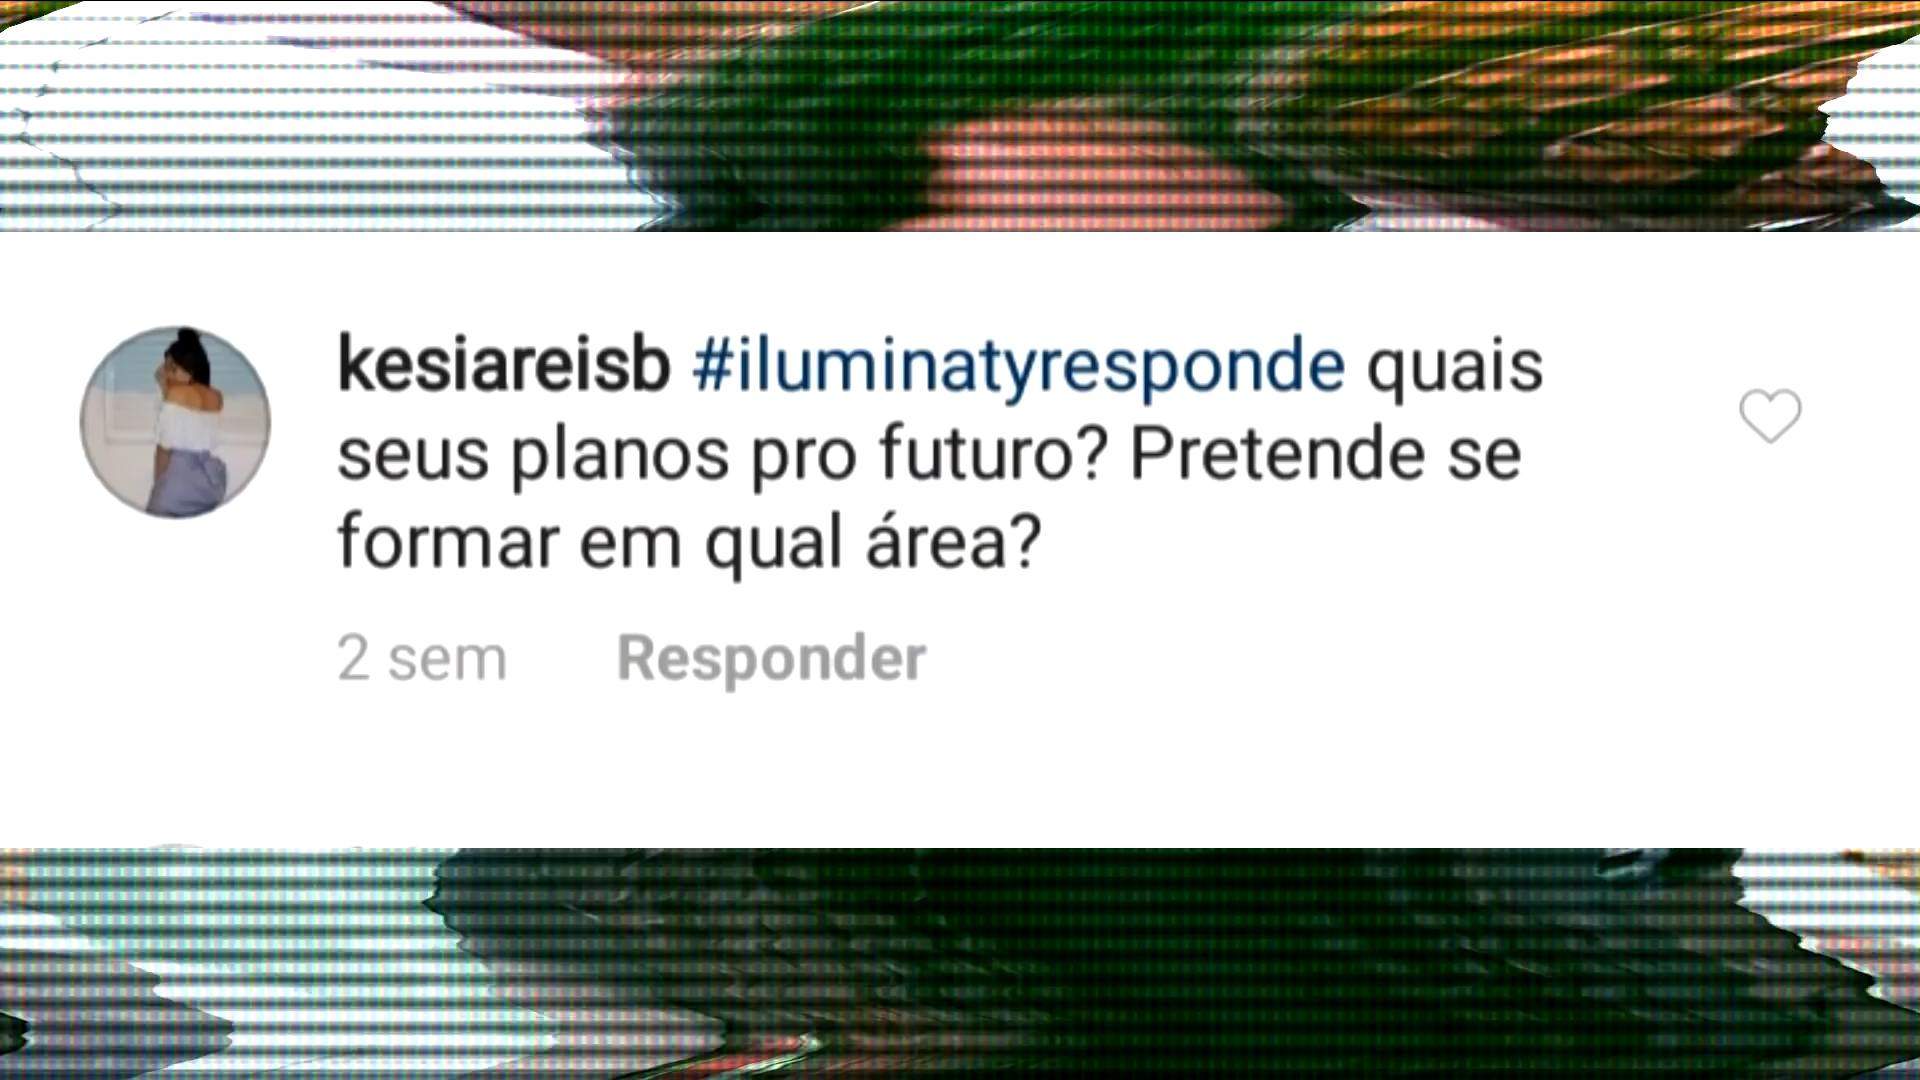 kesiareisb #iluminatyresponde quais
seus planos pro futuro? Pretende se
formar em qual área?
2 sem Responder